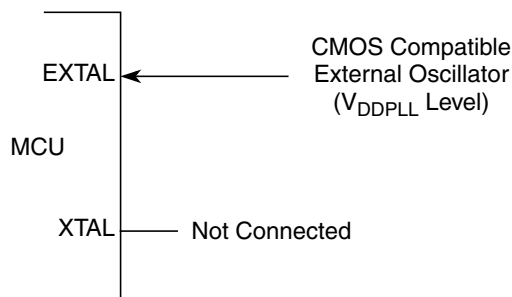 CMOS Compatible
External Oscillator
(VDDPLL Level)
EXTAL
MCU
XTAL
Not Connected